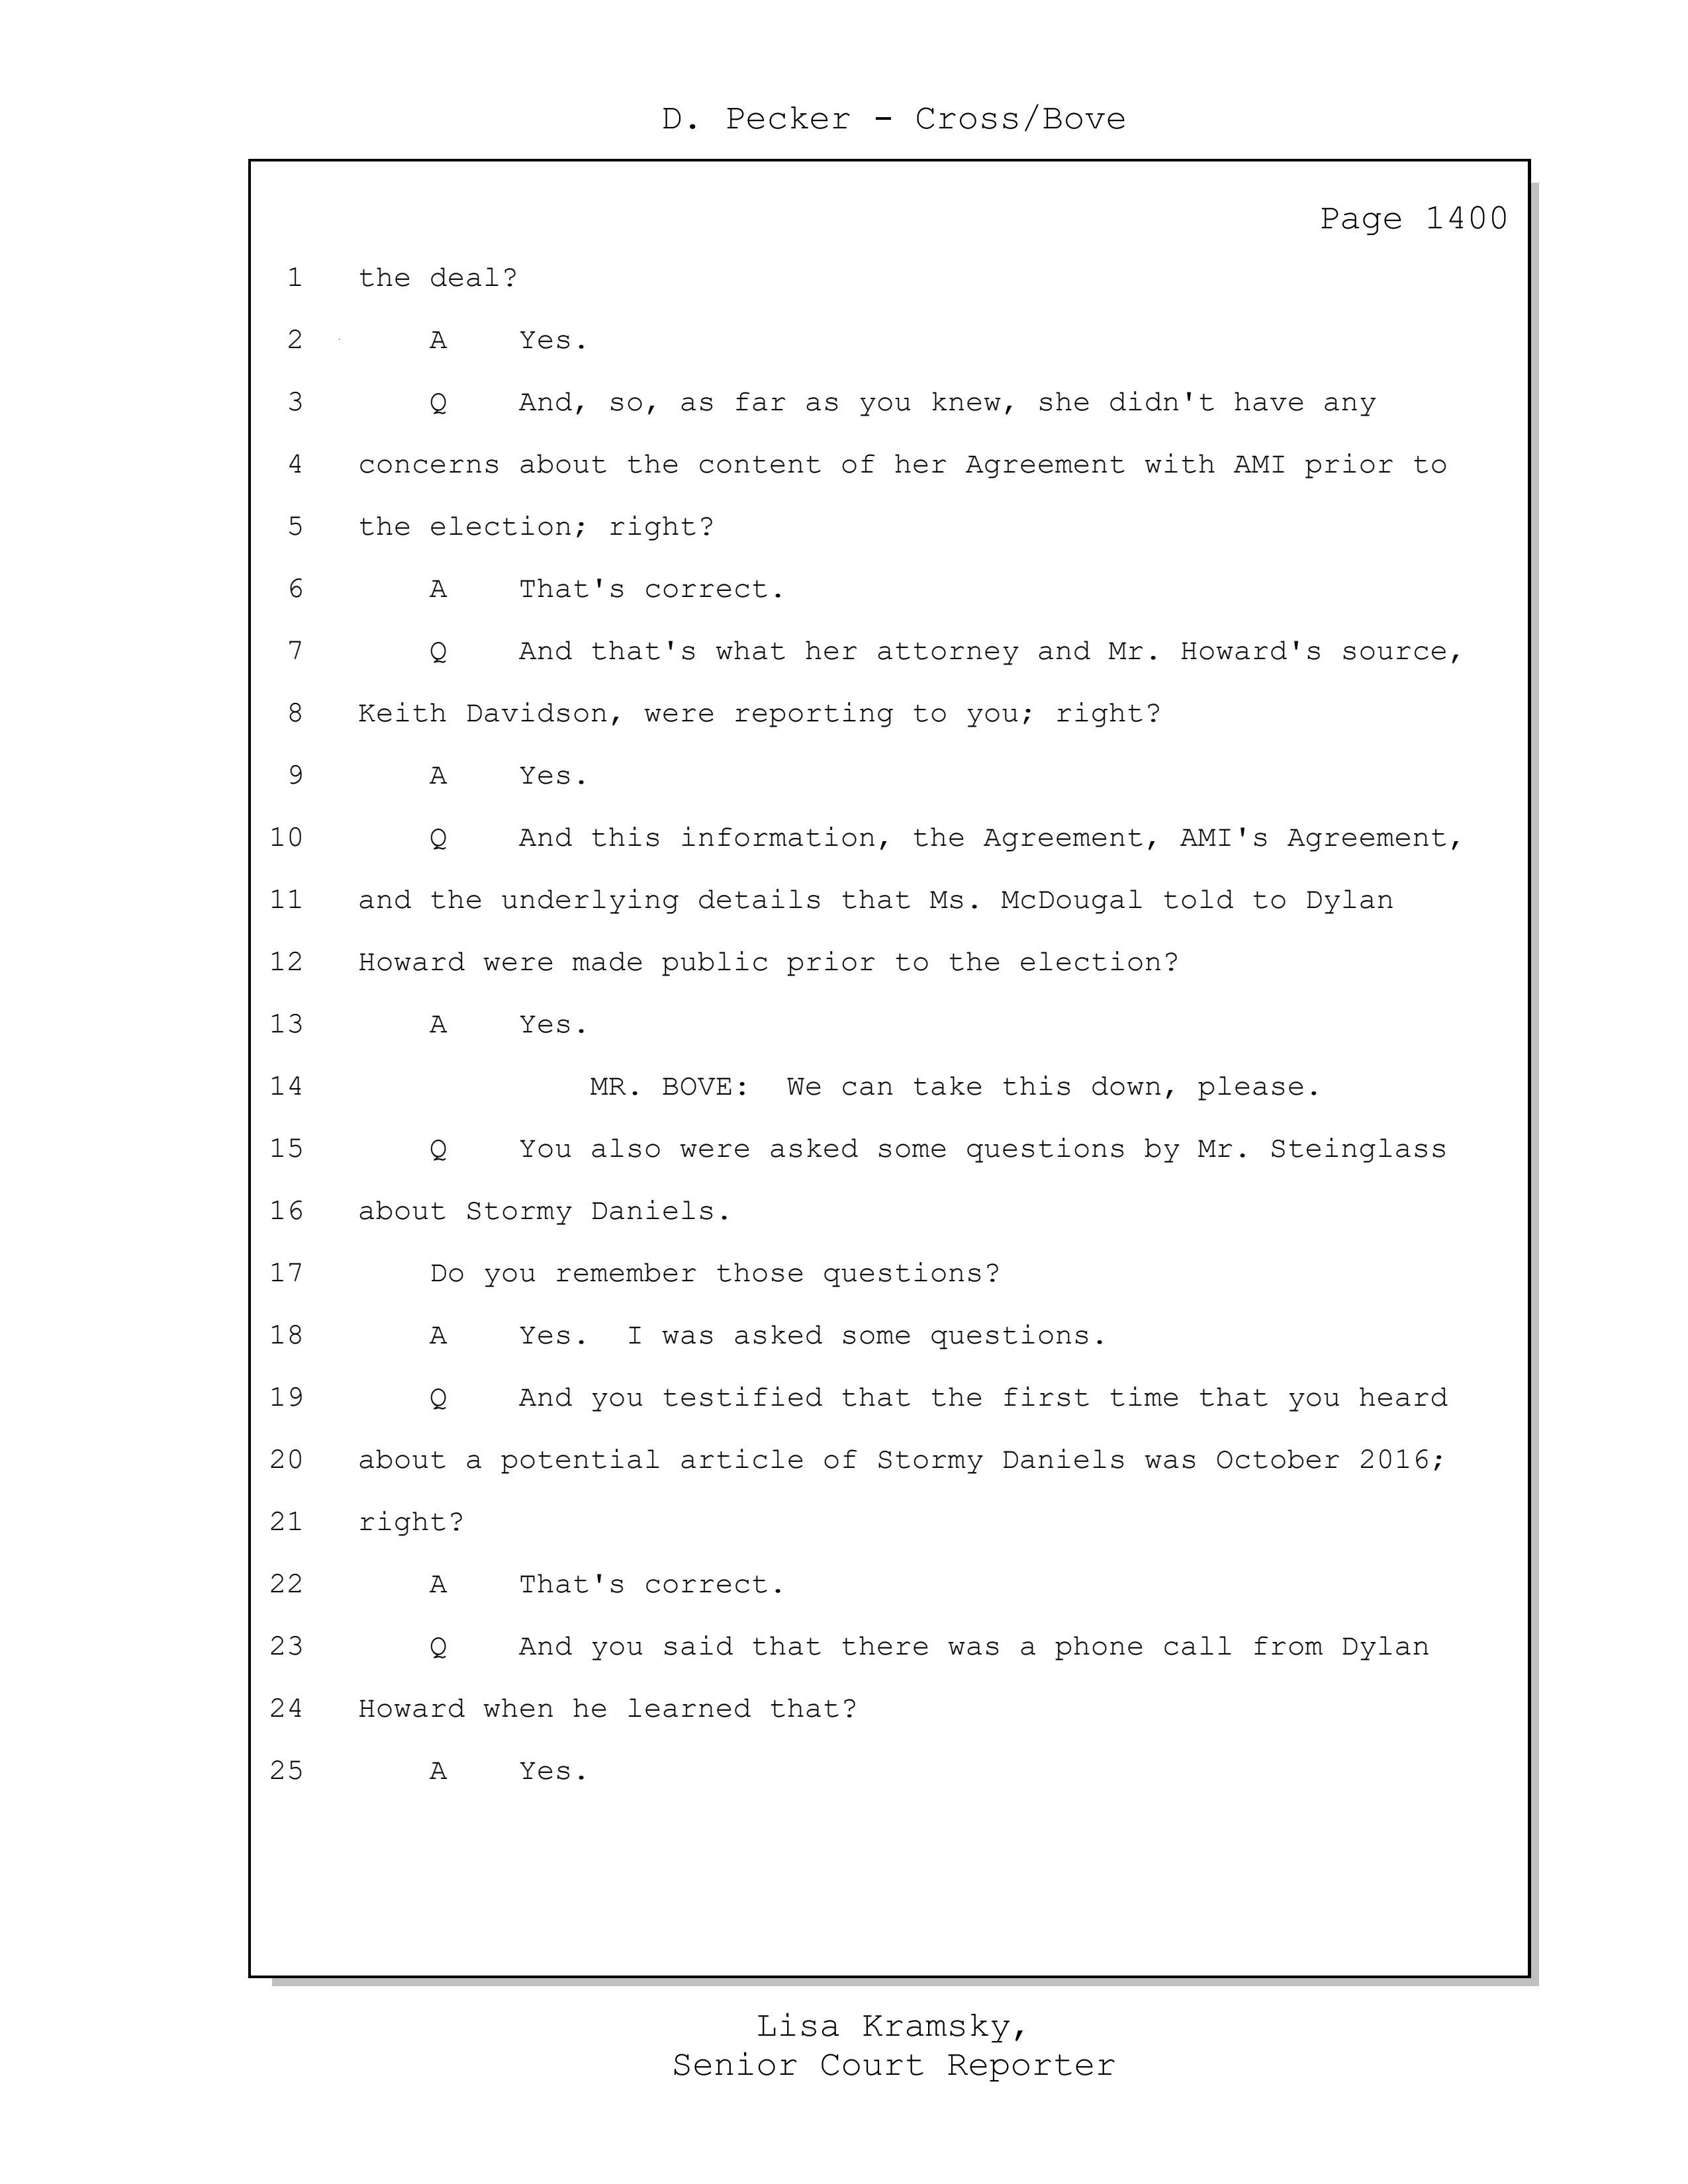 D. Pecker - Cross/Bove
Page 1400
1 the deal?
2 A Yes.
3 Q And, so, as far as you knew, she didn't have any
4 concerns about the content of her Agreement with AMI prior to
5 the election; right?
6 A That's correct.
7 Q And that's what her attorney and Mr. Howard's source,
8 Keith Davidson, were reporting to you; right?
9 A Yes.
10 Q And this information, the Agreement, AMI's Agreement,
11 and the underlying details that Ms. McDougal told to Dylan
12 Howard were made public prior to the election?
13 A Yes.
14 MR. BOVE: We can take this down, please.
15 Q You also were asked some questions by Mr. Steinglass
16 about Stormy Daniels.
17 Do you remember those questions?
18 A Yes. I was asked some questions.
19 Q And you testified that the first time that you heard
20 about a potential article of Stormy Daniels was October 2016;
21 right?
22 A That's correct.
23 Q And you said that there was a phone call from Dylan
24 Howard when he learned that?
25 A Yes.
Lisa Kramsky,
Senior Court Reporter